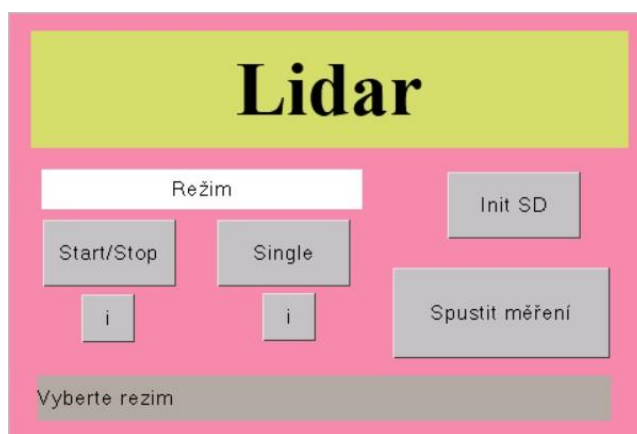 Lidar
Režim
Init SD
Start/Stop
Single
i
i
Spustit měření
Vyberte rezim